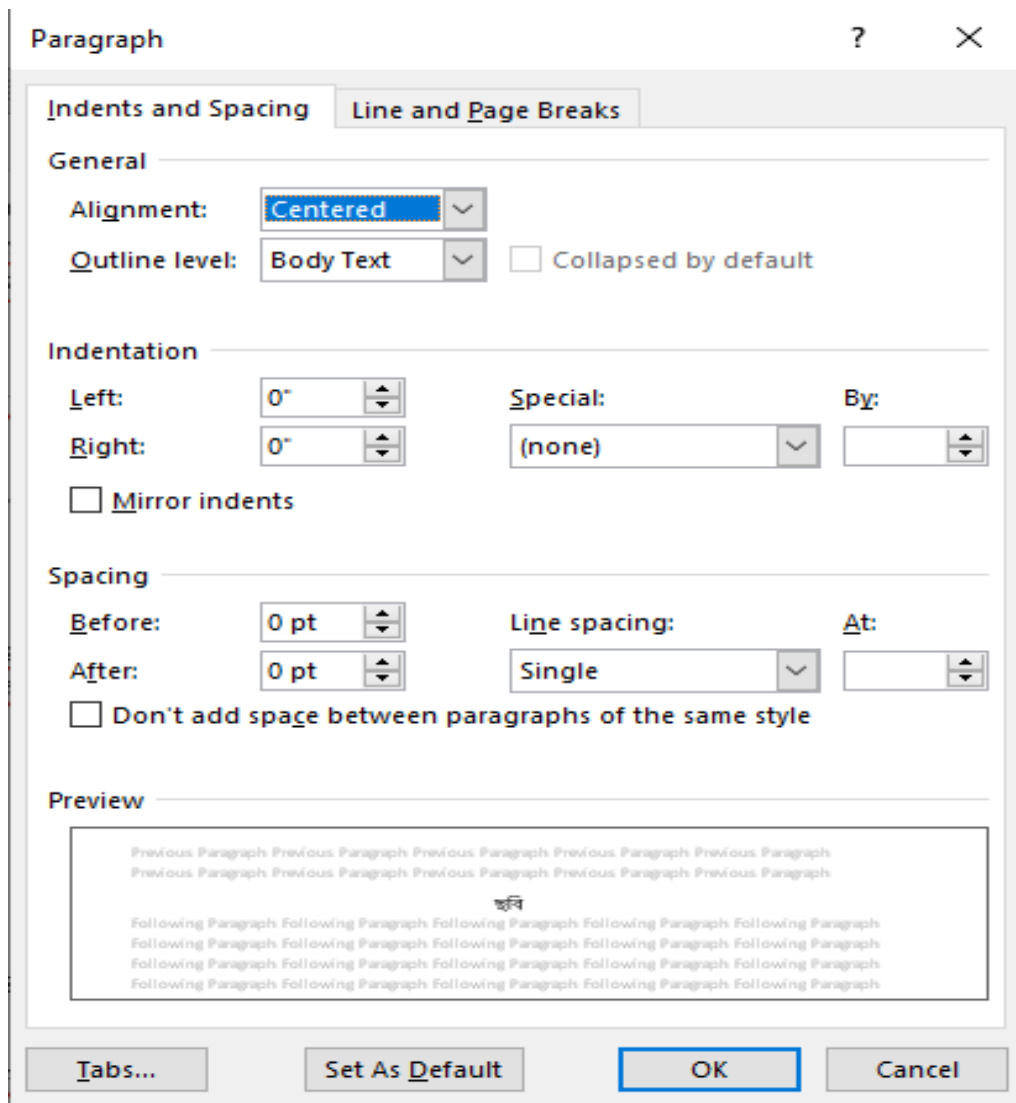 Paragraph ?
Indents and Spacing Line and Page Breaks
General
Alignment: Centered
Outline level: Body Text Collapsed by default
Indentation
Left: 0" Special: By:
Right: 0" (none)
Mirror indents
Spacing
Before: 0 pt Line spacing: At:
After: 0 pt Single
Don't add space between paragraphs of the same style
Preview
Previous Paragraph Previous Paragraph Previous Paragraph Previous Paragraph Previous Paragraph
Previous Paragraph Previous Paragraph Previous Paragraph Previous Paragraph Previous Paragraph
ছবি
Following Paragraph Following Paragraph Following Paragraph Following Paragraph Following Paragraph
Following Paragraph Following Paragraph Following Paragraph Following Paragraph Following Paragraph
Following Paragraph Following Paragraph Following Paragraph Following Paragraph Following Paragraph
Following Paragraph Following Paragraph Following Paragraph Following Paragraph Following Paragraph
Tabs... Set As Default OK Cancel